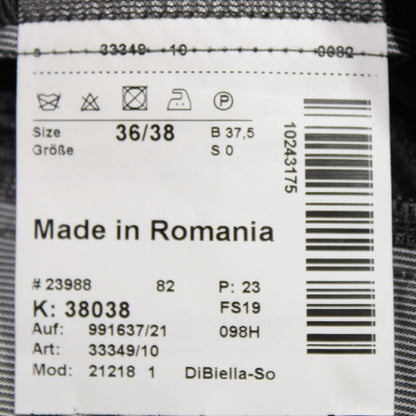 33349 10 0082
P
Size 36/38 B 37,5
Größe S 0
10243175
Made in Romania
# 23988 82 P: 23
K: 38038 FS19
Auf: 991637/21 098H
Art: 33349/10
Mod: 21218 1 DiBiella-So